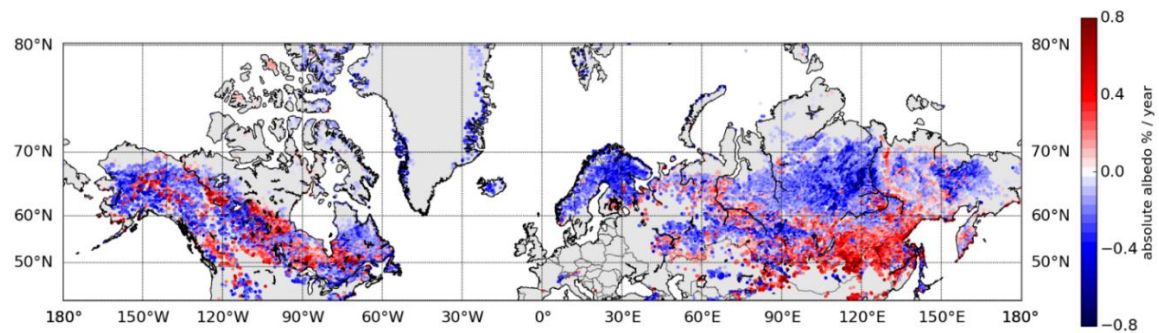 0.8
80°N 80°N
0.4
70°N 70°N
0.0
60°N 60°N
−0.4
50°N 50°N
−0.8
180° 150°W 120°W 90°W 60°W 30°W 0° 30°E 60°E 90°E 120°E 150°E 180°
absolute albedo % / year